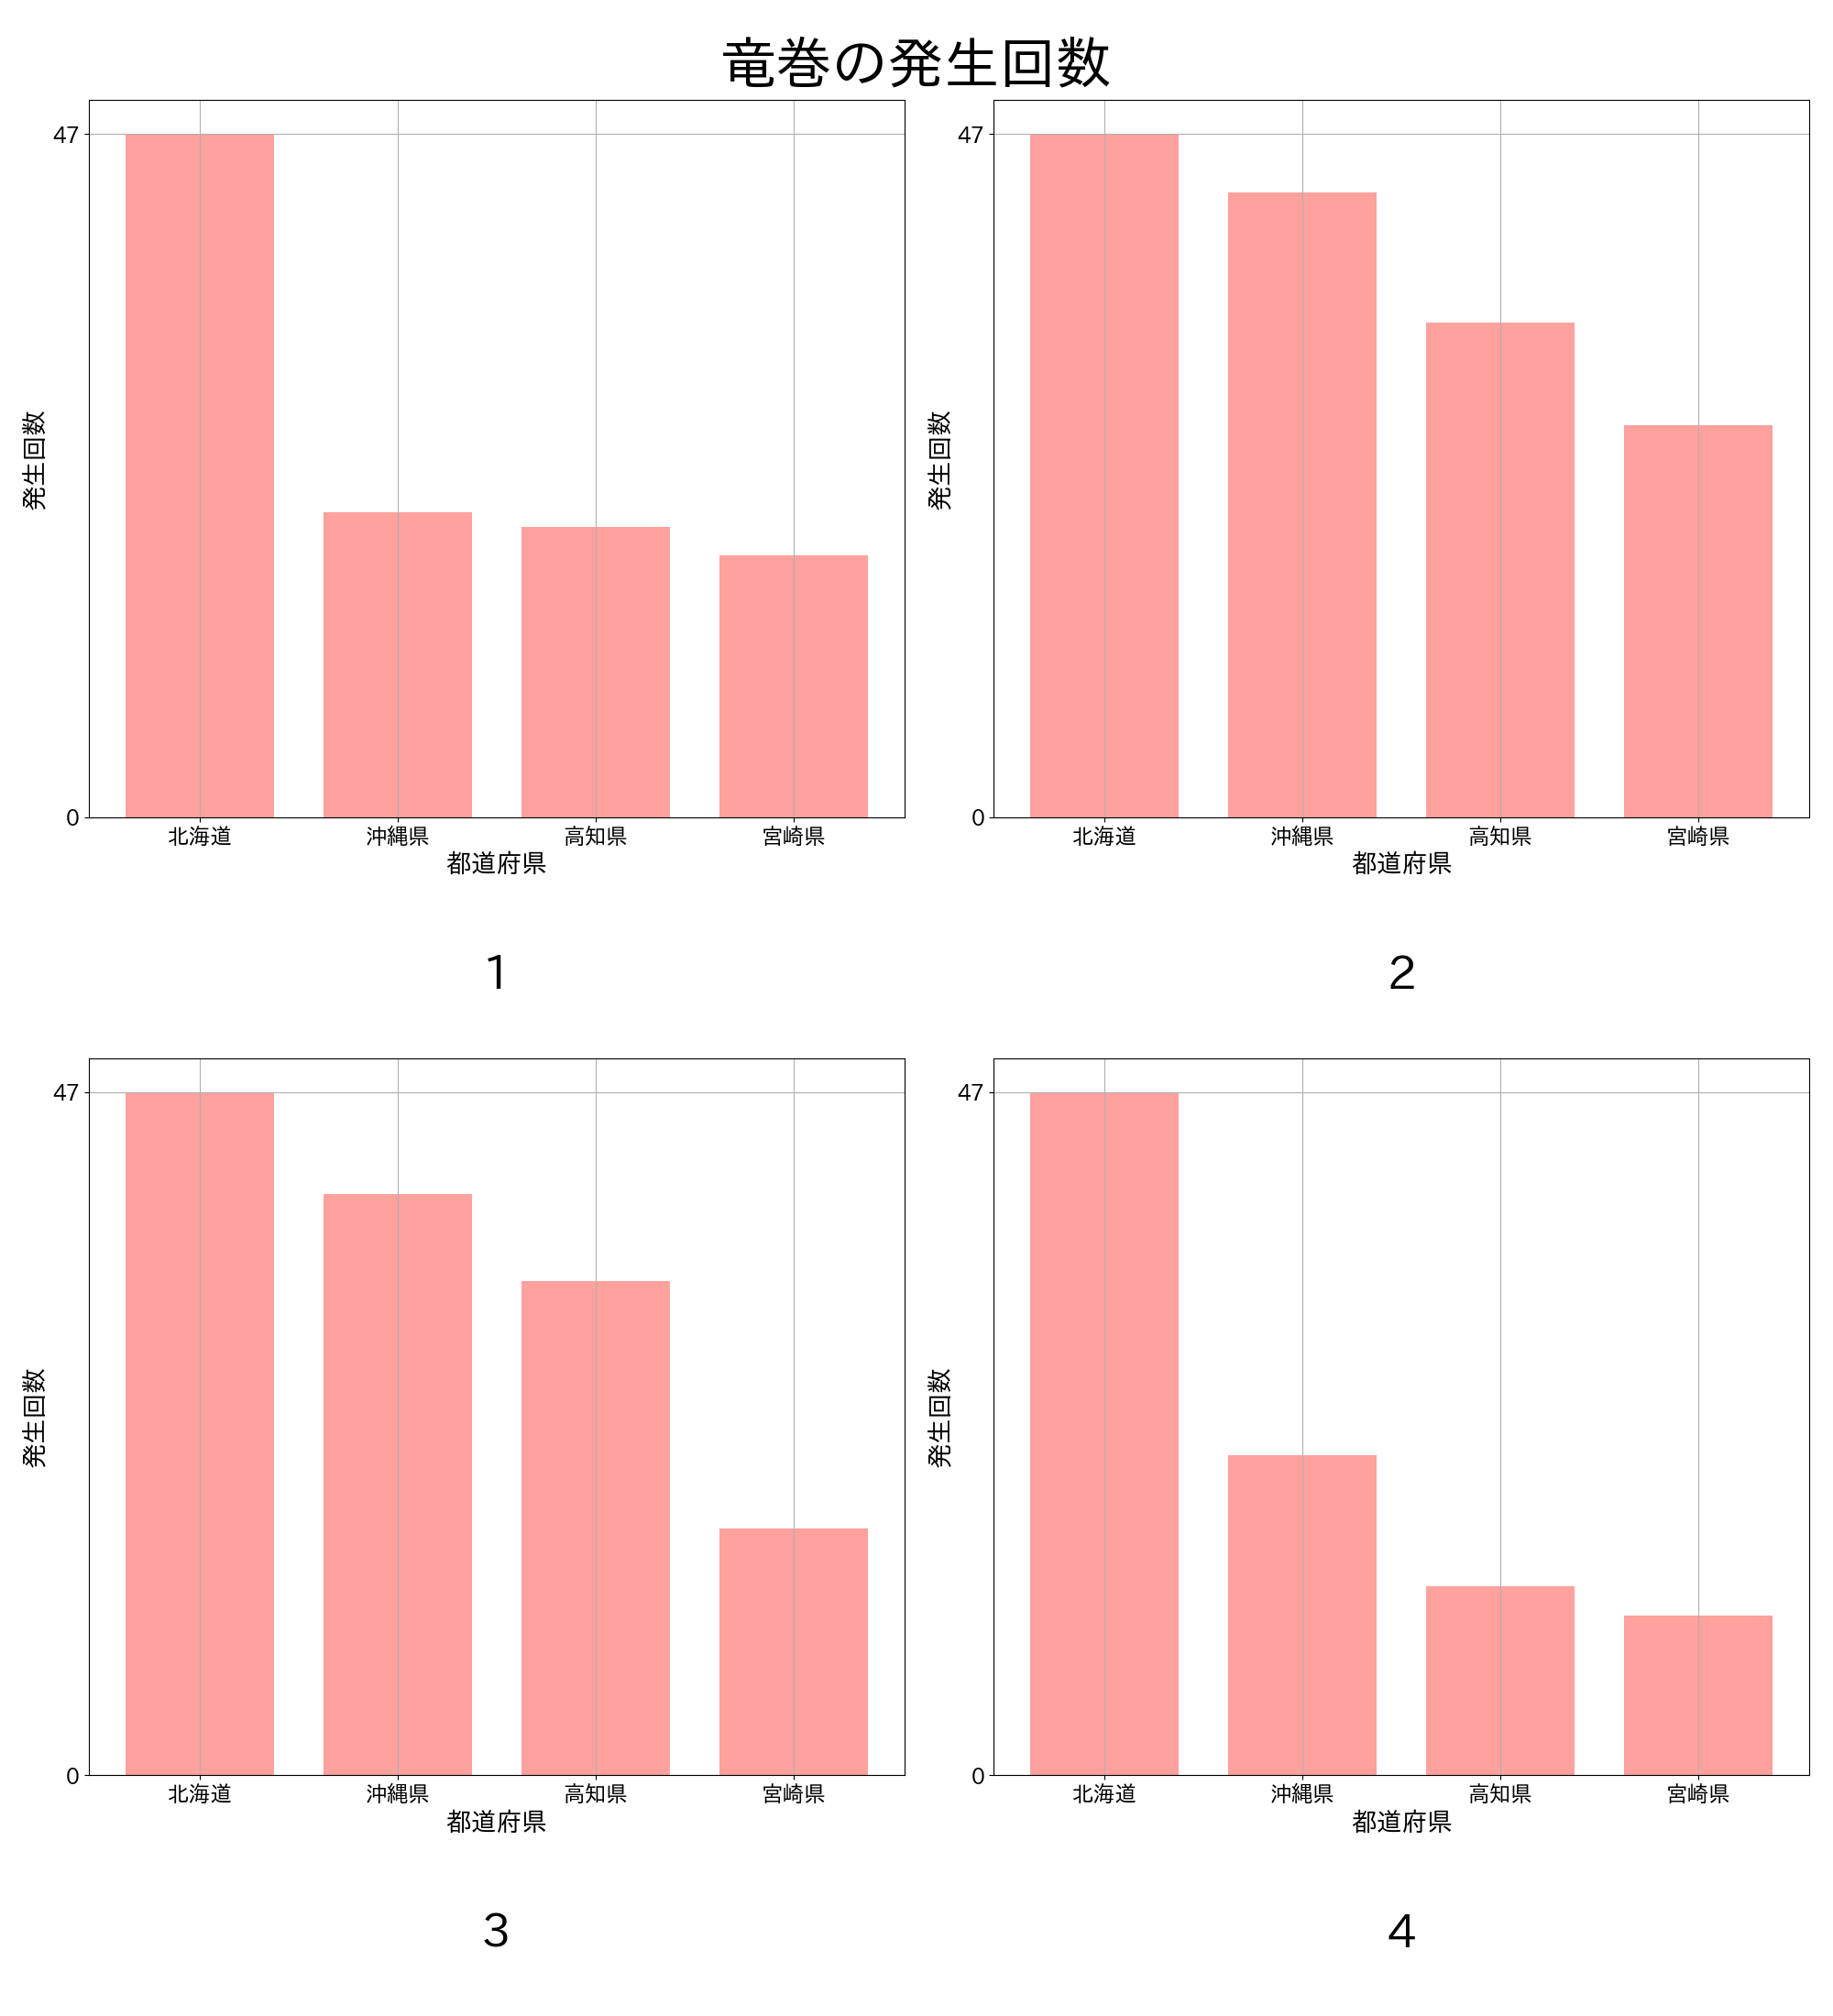 竜巻の発生回数
47
0
発生回数
北海道 沖縄県 高知県 宮崎県
都道府県
1
47
0
発生回数
北海道 沖縄県 高知県 宮崎県
都道府県
2
47
0
発生回数
北海道 沖縄県 高知県 宮崎県
都道府県
3
47
0
発生回数
北海道 沖縄県 高知県 宮崎県
都道府県
4